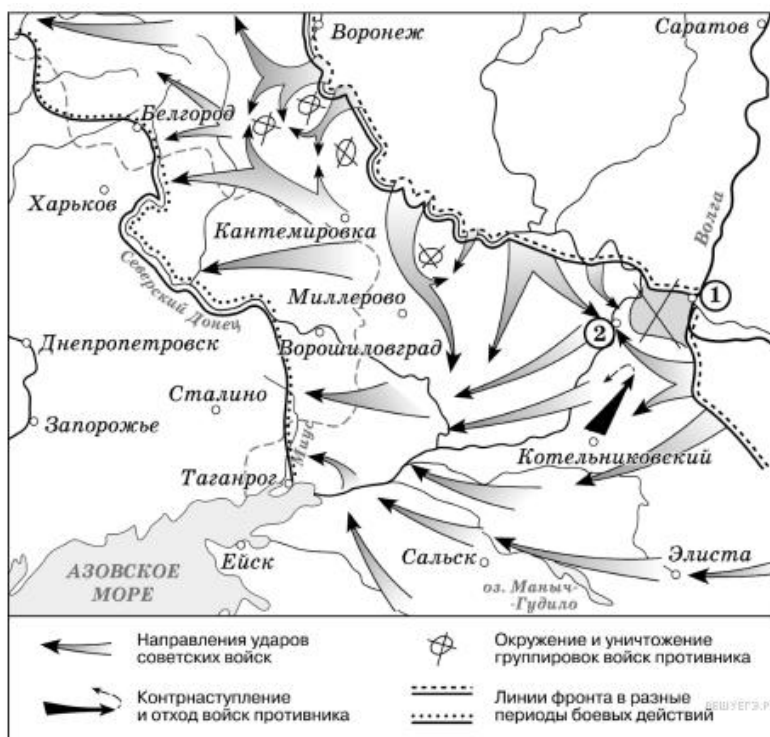 Воронеж
Саратов
Белгород
Волга
Харьков
Кантемировка
Северский Донец
Миллерово
1
2
Днепропетровск
Ворошиловград
Сталино
Запорожье
Миус
Котельниковский
Таганрог
Ейск
Сальск
Элиста
АЗОВСКОЕ
МОРЕ
оз. Маныч-
-Гудило
Направления ударов
советских войск
Окружение и уничтожение
группировок войск противника
Контрнаступление
и отход войск противника
Линии фронта в разные
периоды боевых действий